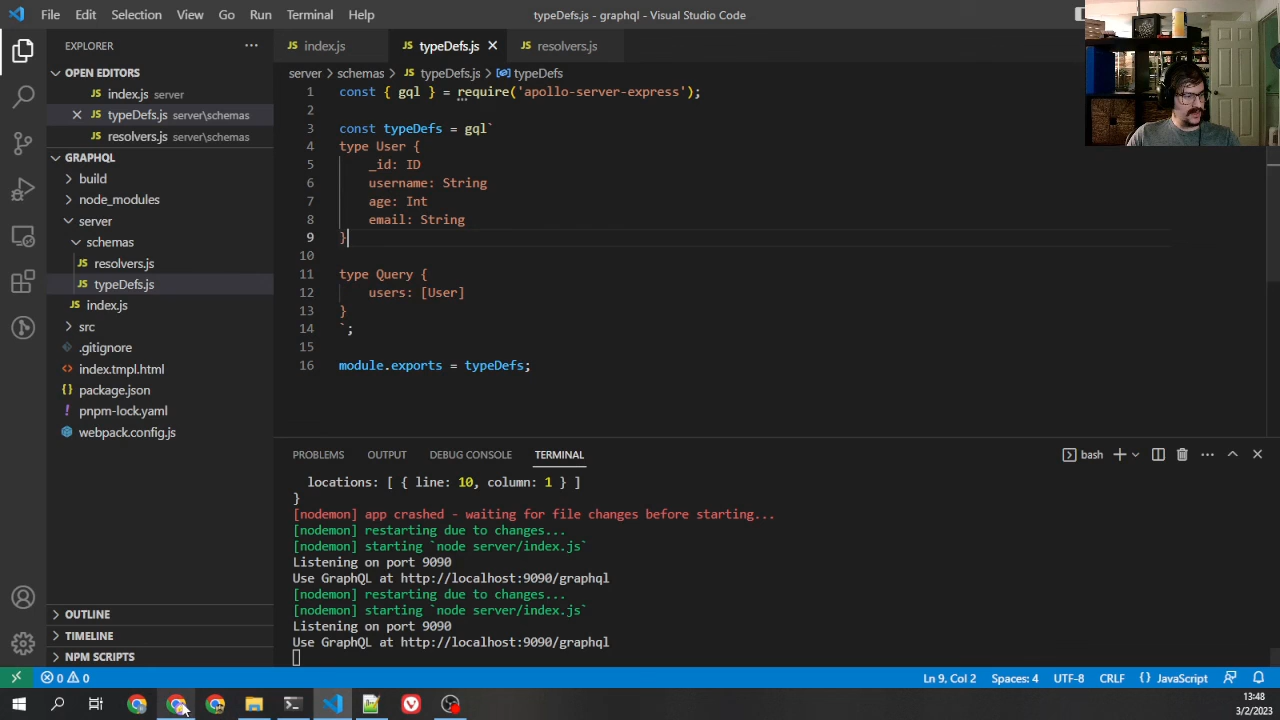 File Edit Selection View Go Run Terminal Help
typeDefs.js - graphql - Visual Studio Code
EXPLORER
OPEN EDITORS
index.js server
typeDefs.js server\schemas
resolvers.js server\schemas
GRAPHQL
build
node_modules
server
schemas
resolvers.js
typeDefs.js
index.js
src
.gitignore
index.tmpl.html
package.json
pnpm-lock.yaml
webpack.config.js
OUTLINE
TIMELINE
NPM SCRIPTS
index.js typeDefs.js resolvers.js
server schemas typeDefs.js typeDefs
1 const { gql } = require('apollo-server-express');
2
3 const typeDefs = gql`
4 type User {
5 _id: ID
6 username: String
7 age: Int
8 email: String
9 }
10
11 type Query {
12 users: [User]
13 }
14 `;
15
16 module.exports = typeDefs;
PROBLEMS OUTPUT DEBUG CONSOLE TERMINAL
bash
locations: [ { line: 10, column: 1 } ]
}
[nodemon] app crashed - waiting for file changes before starting...
[nodemon] restarting due to changes...
[nodemon] starting `node server/index.js`
Listening on port 9090
Use GraphQL at http://localhost:9090/graphql
[nodemon] restarting due to changes...
[nodemon] starting `node server/index.js`
Listening on port 9090
Use GraphQL at http://localhost:9090/graphql
0 0
Ln 9, Col 2 Spaces: 4 UTF-8 CRLF {} JavaScript
13:48
3/2/2023